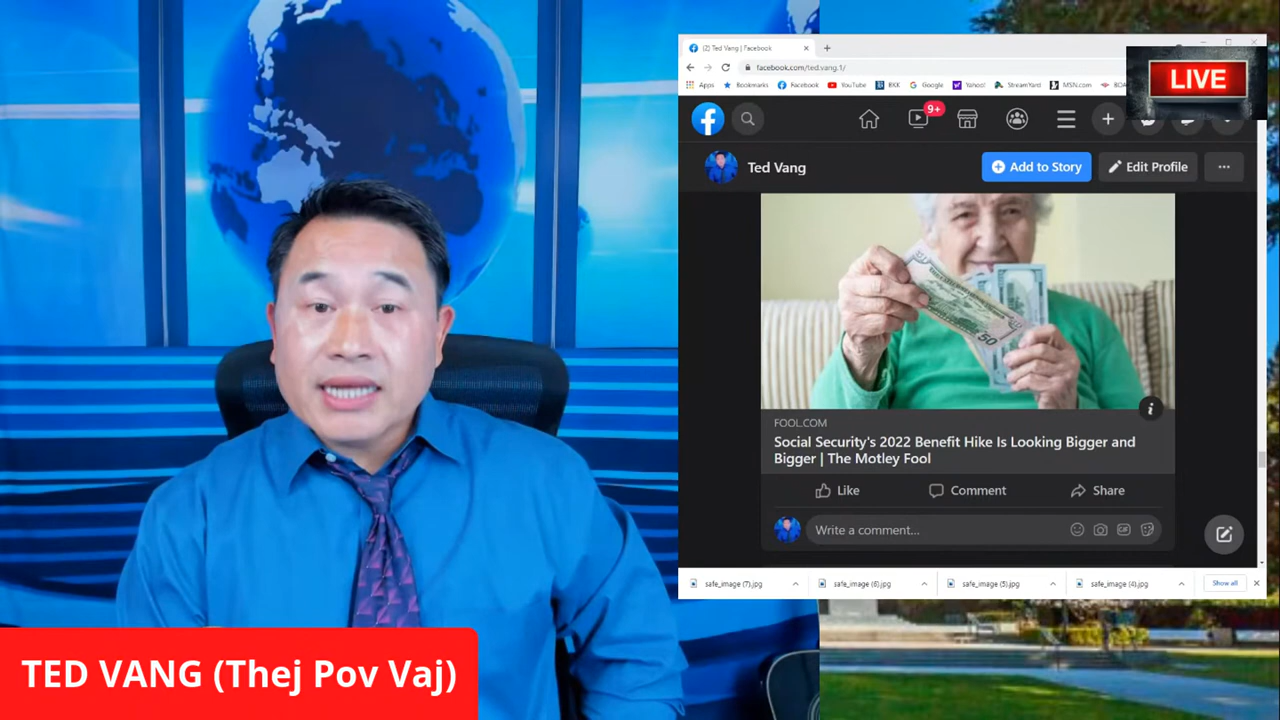 (2) Ted Vang | Facebook
facebook.com/ted.vang.1/
Apps
Bookmarks
Facebook
YouTube
BKK
Google
Yahoo!
StreamYard
MSN.com
LIVE
9+
Ted Vang
Add to Story
Edit Profile
FOOL.COM
Social Security's 2022 Benefit Hike Is Looking Bigger and
Bigger | The Motley Fool
Like
Comment
Share
Write a comment...
GIF
safe_image (7).jpg
safe_image (6).jpg
safe_image (5).jpg
safe_image (4).jpg
Show all
TED VANG (Thej Pov Vaj)